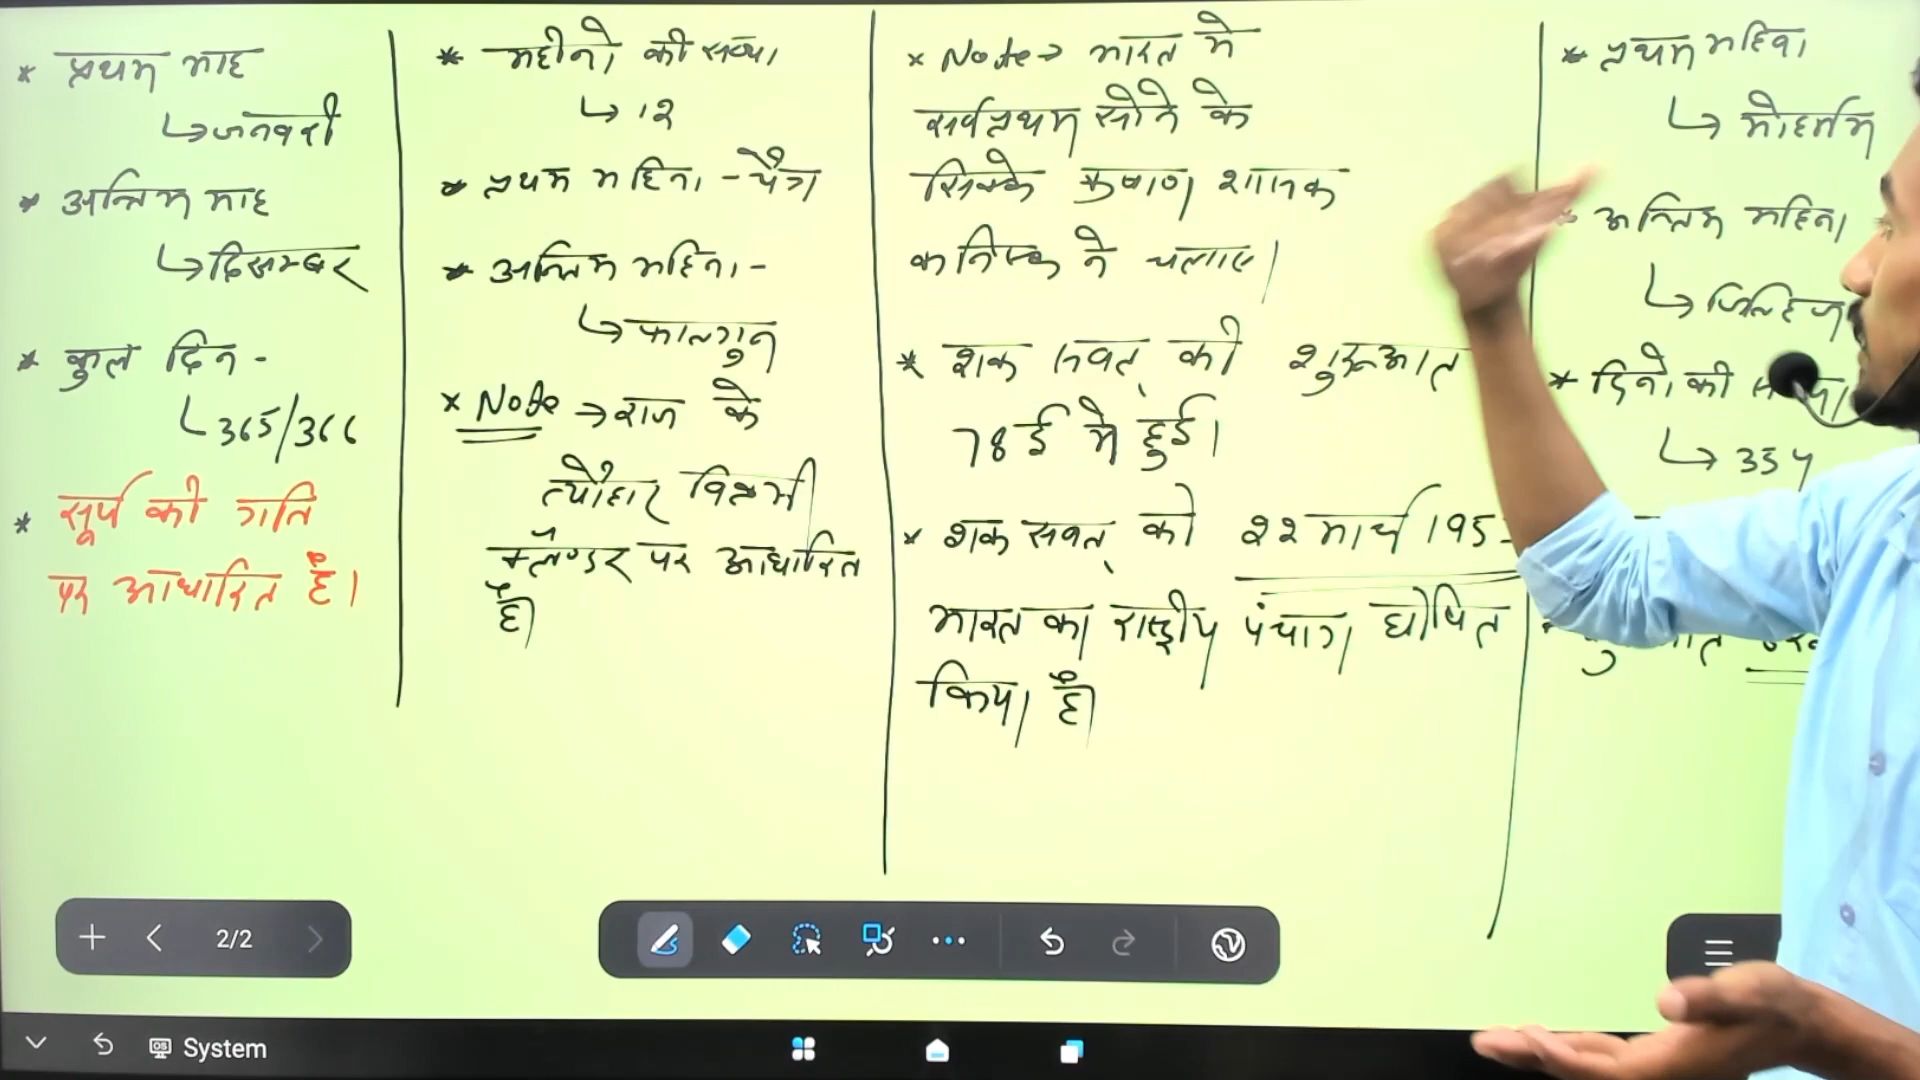 * प्रथम माह
↳ जनवरी
* अन्तिम माह
↳ दिसम्बर
* कुल दिन -
↳ 365/366
* सूर्य की गति
पर आधारित है।
* महीनो की संख्या
↳ 12
* प्रथम महिना - चैत्र
* अन्तिम महिना -
↳ फाल्गुन
* Note → राज के
त्यौहार विक्रमी
कलैण्डर पर आधारित
है।
* Note → भारत मे
सर्वप्रथम सोने के
सिक्के कुषाण शासक
कनिष्क ने चलाए।
* शक संवत् की शुरूआत
78 ई मे हुई।
* शक संवत् को 22 मार्च 195
भारत का राष्ट्रीय पंचाग घोषित
किया है।
* प्रथम महिना
↳ मोहर्रम
* अन्तिम महिना
↳
* दिनो की
↳ 354
2/2
System